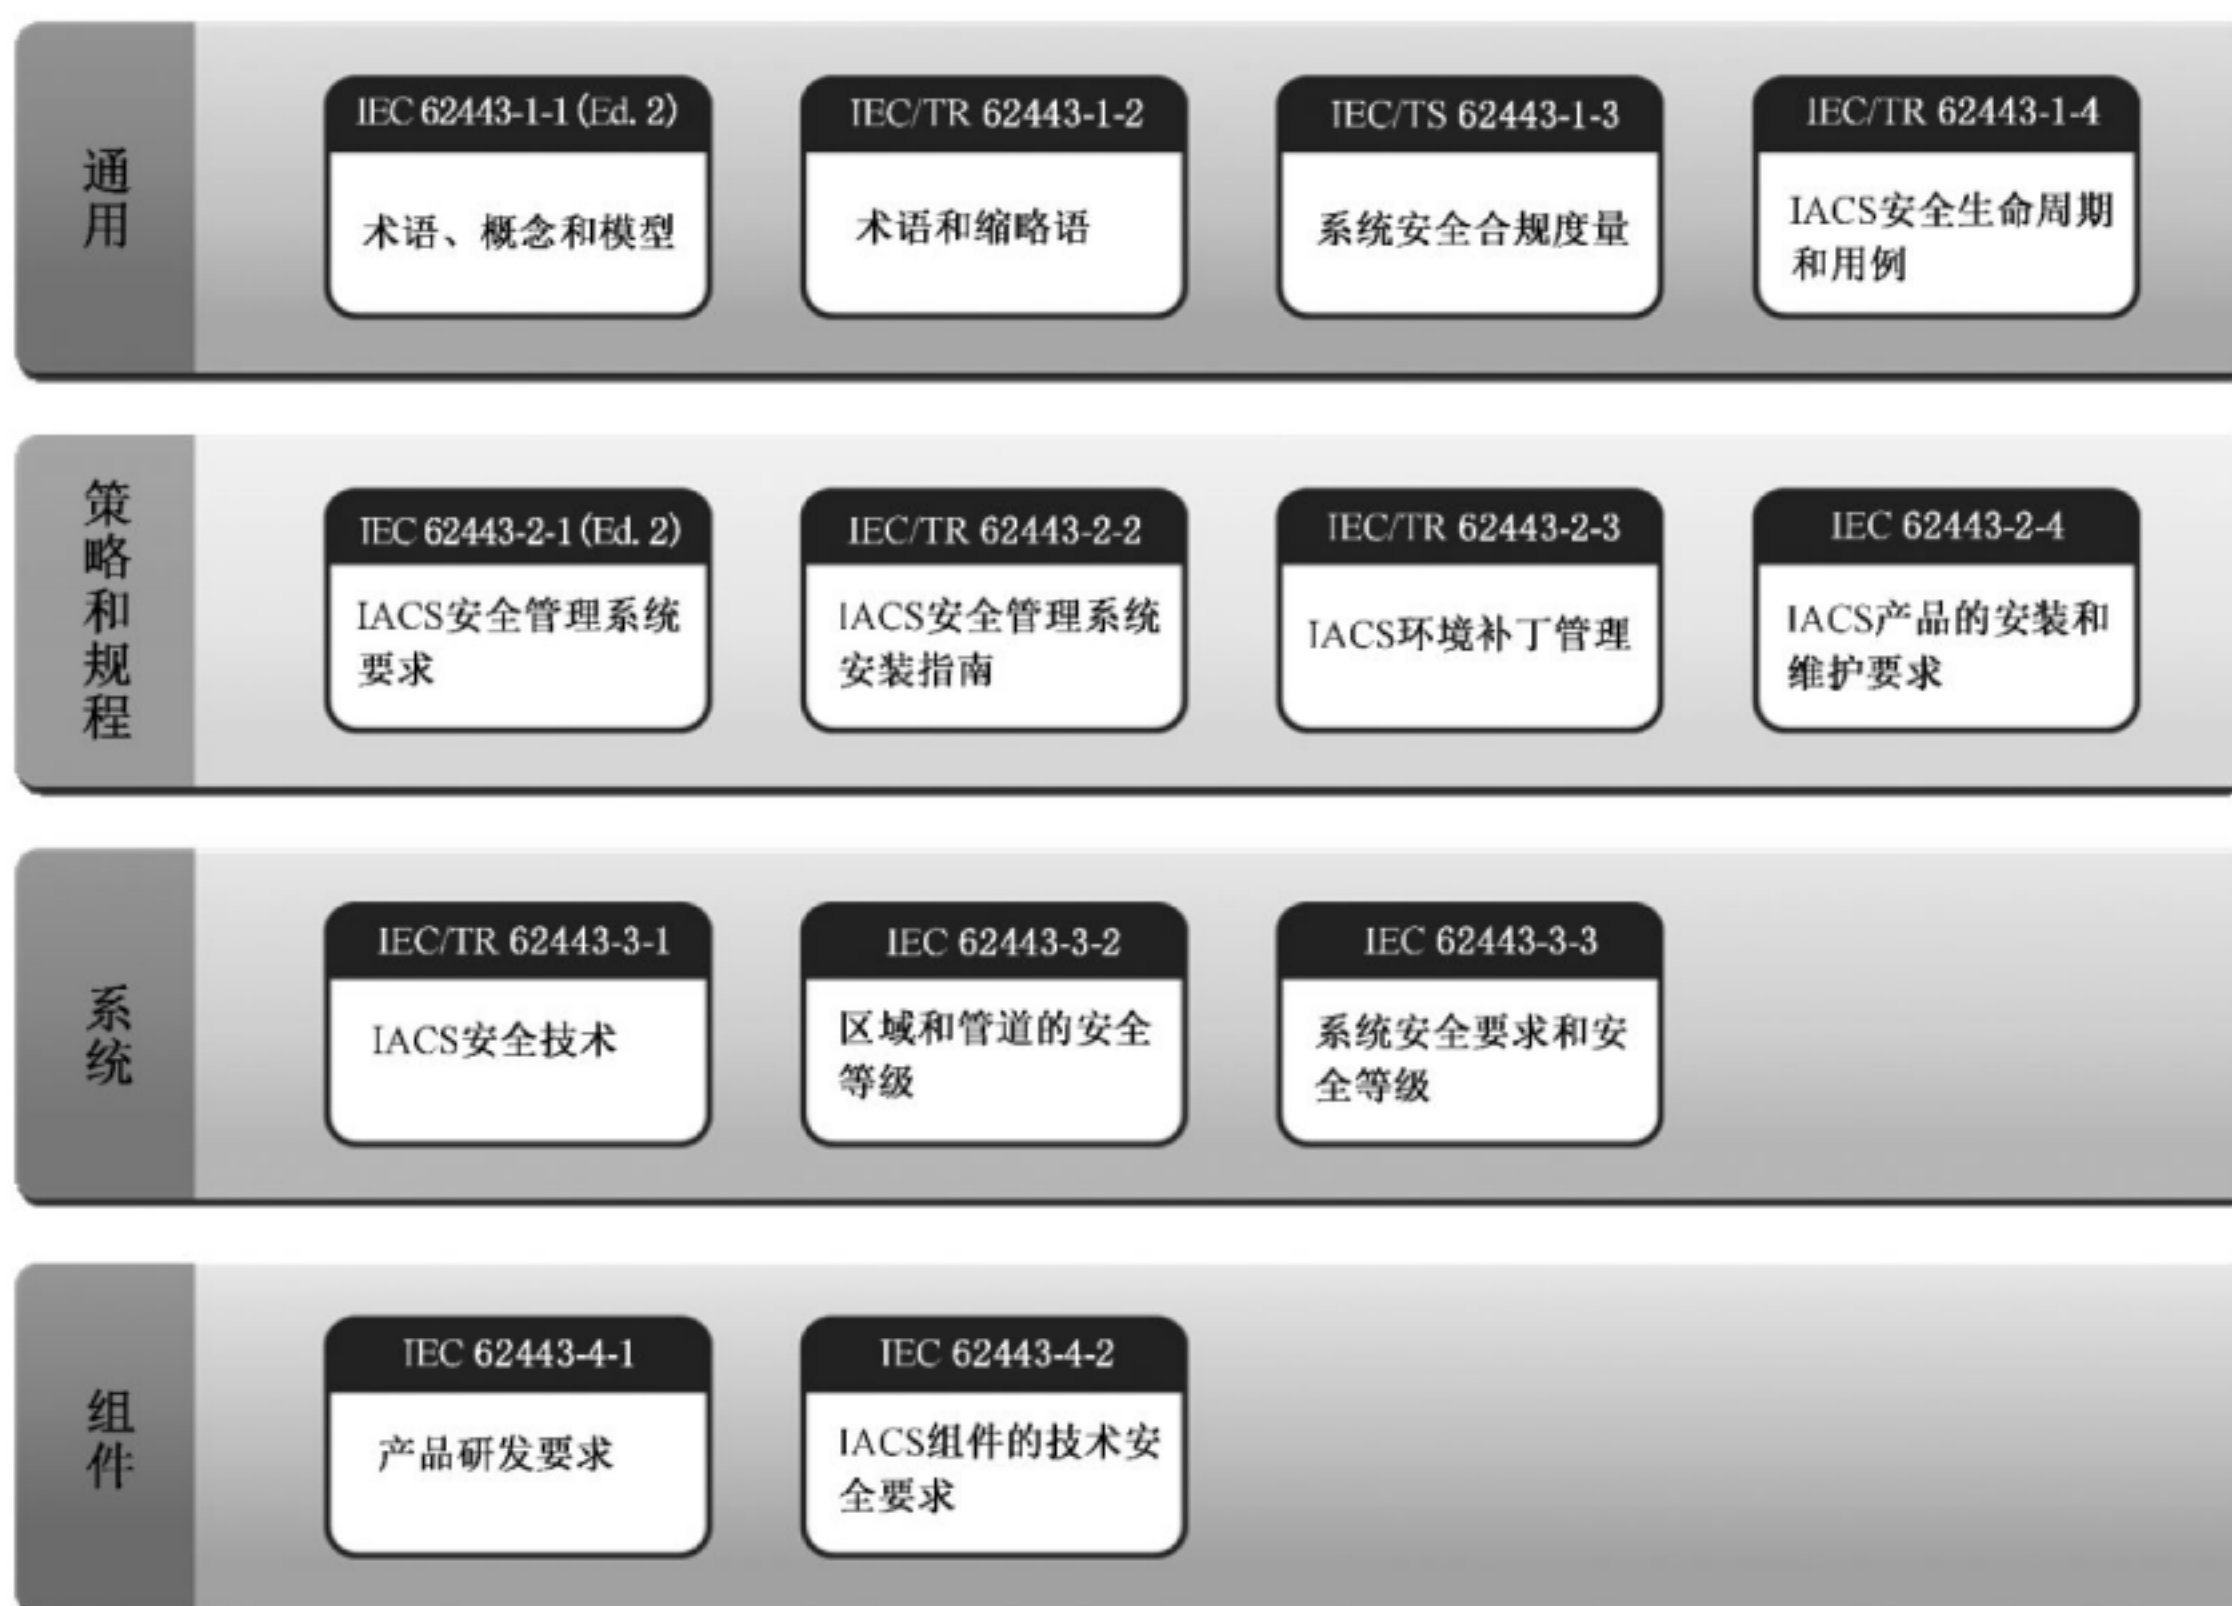 通用
IEC 62443-1-1 (Ed. 2)
术语、概念和模型
IEC/TR 62443-1-2
术语和缩略语
IEC/TS 62443-1-3
系统安全合规度量
IEC/TR 62443-1-4
IACS安全生命周期
和用例
策略和规程
IEC 62443-2-1 (Ed. 2)
IACS安全管理系统
要求
IEC/TR 62443-2-2
IACS安全管理系统
安装指南
IEC/TR 62443-2-3
IACS环境补丁管理
IEC 62443-2-4
IACS产品的安装和
维护要求
系统
IEC/TR 62443-3-1
IACS安全技术
IEC 62443-3-2
区域和管道的安全
等级
IEC 62443-3-3
系统安全要求和安
全等级
组件
IEC 62443-4-1
产品研发要求
IEC 62443-4-2
IACS组件的技术安
全要求